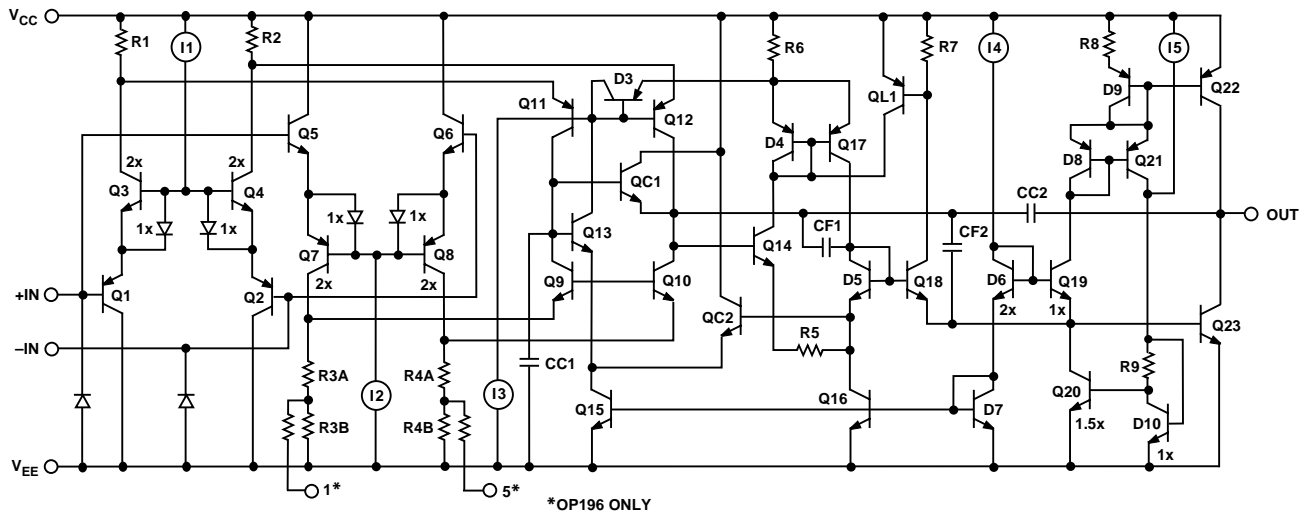 VCC
R1
I1
R2
R6
R7
I4
R8
I5
D3
Q11
Q12
QL1
D9
Q22
Q5
Q6
D4
Q17
D8
Q21
2x
2x
Q3
Q4
QC1
CC2
OUT
1x
1x
1x
1x
Q13
CF1
CF2
Q7
Q8
Q14
2x
2x
Q9
Q10
D5
Q18
D6
Q19
+IN
Q1
Q2
2x
1x
Q23
–IN
QC2
R5
CC1
R3A
R4A
I2
I3
R9
R3B
R4B
Q15
Q16
D7
Q20
1.5x
D10
1x
VEE
1*
5*
*OP196 ONLY